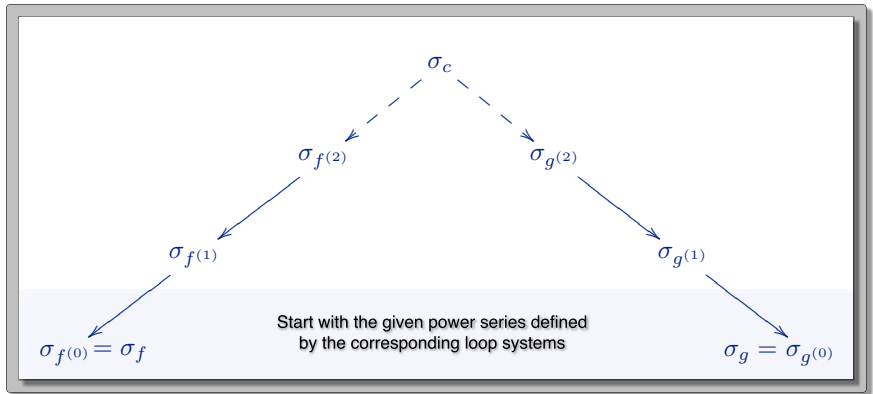 σ_c
σ_{f^{(2)}} σ_{g^{(2)}}
σ_{f^{(1)}} σ_{g^{(1)}}
Start with the given power series defined
by the corresponding loop systems
σ_{f^{(0)}} = σ_f σ_g = σ_{g^{(0)}}